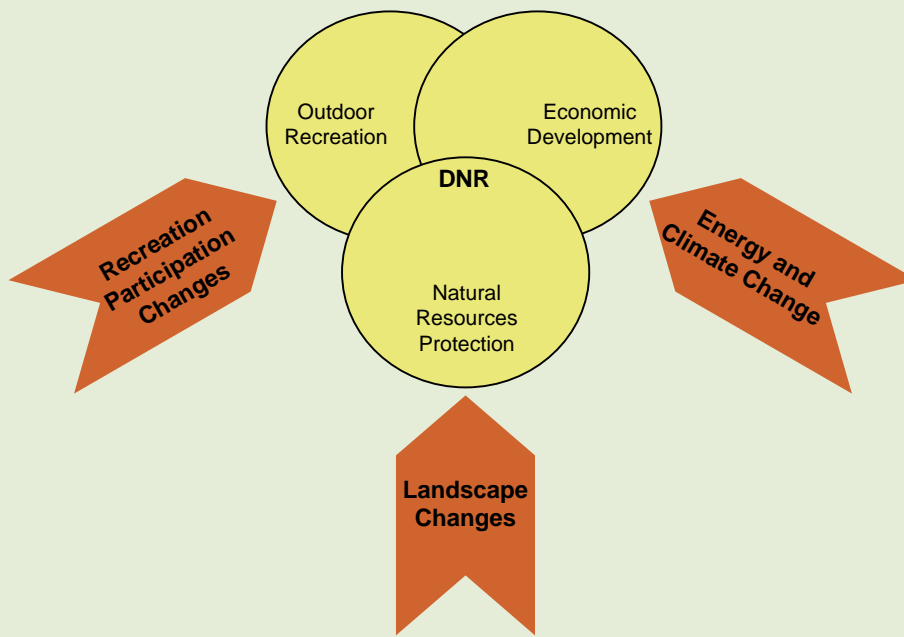 Outdoor
Recreation
Economic
Development
DNR
Natural
Resources
Protection
Recreation
Participation
Changes
Energy and
Climate Change
Landscape
Changes